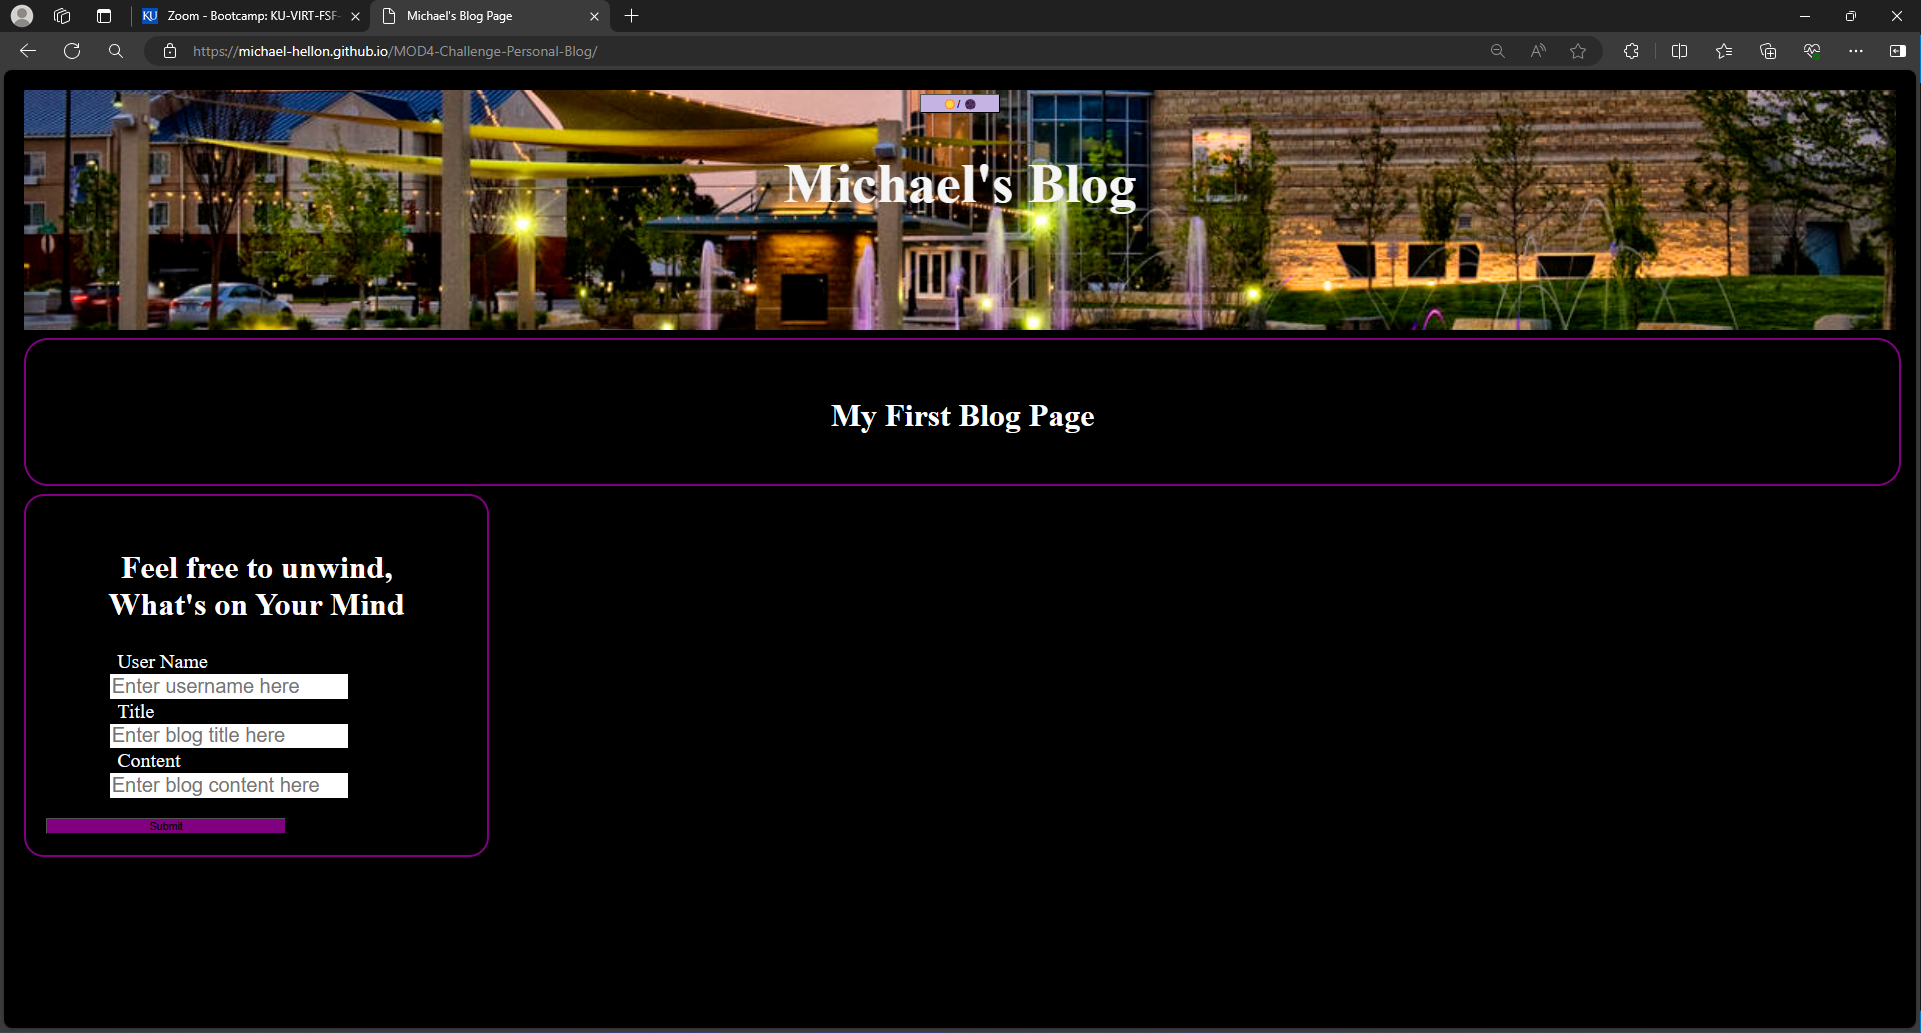 KU Zoom - Bootcamp: KU-VIRT-FSF-
Michael's Blog Page
https://michael-hellon.github.io/MOD4-Challenge-Personal-Blog/
/
Michael's Blog
My First Blog Page
Feel free to unwind,
What's on Your Mind
User Name
Enter username here
Title
Enter blog title here
Content
Enter blog content here
Submit